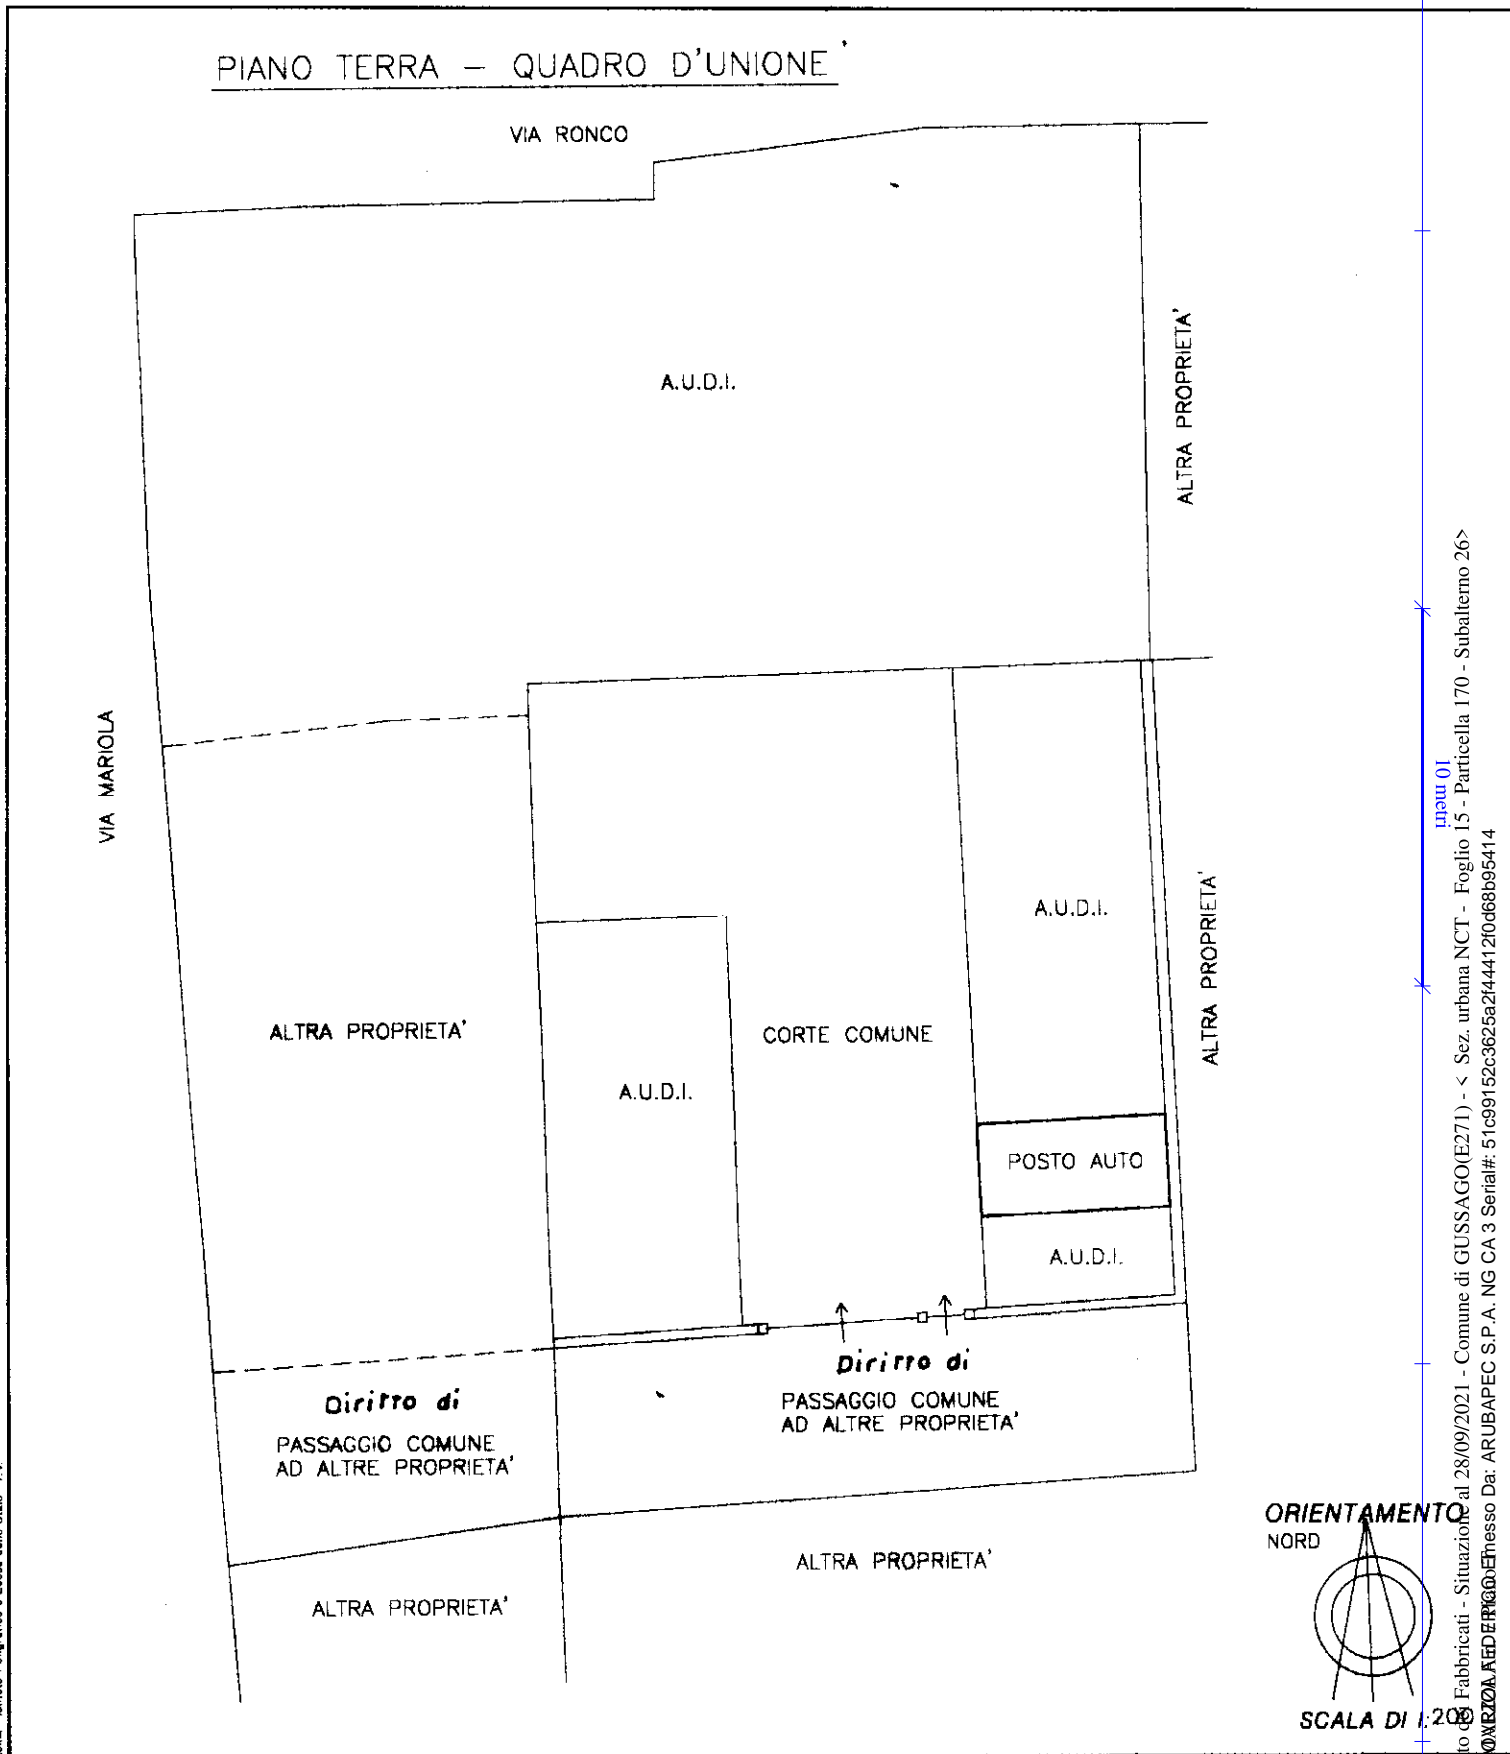 PIANO TERRA – QUADRO D'UNIONE
VIA RONCO
A.U.D.I.
ALTRA PROPRIETA'
VIA MARIOLA
A.U.D.I.
ALTRA PROPRIETA'
ALTRA PROPRIETA'
CORTE COMUNE
A.U.D.I.
POSTO AUTO
A.U.D.I.
Diritto di
PASSAGGIO COMUNE
AD ALTRE PROPRIETA'
Diritto di
PASSAGGIO COMUNE
AD ALTRE PROPRIETA'
ALTRA PROPRIETA'
ALTRA PROPRIETA'
ORIENTAMENTO
NORD
SCALA DI I:200
10 metri
Fabbricati - Situazione al 28/09/2021 - Comune di GUSSAGO(E271) - < Sez. urbana NCT - Foglio 15 - Particella 170 - Subalterno 26>
Emesso Da: ARUBAPEC S.P.A. NG CA 3 Serial#: 51c99152c3625a2f44412f0d68b95414